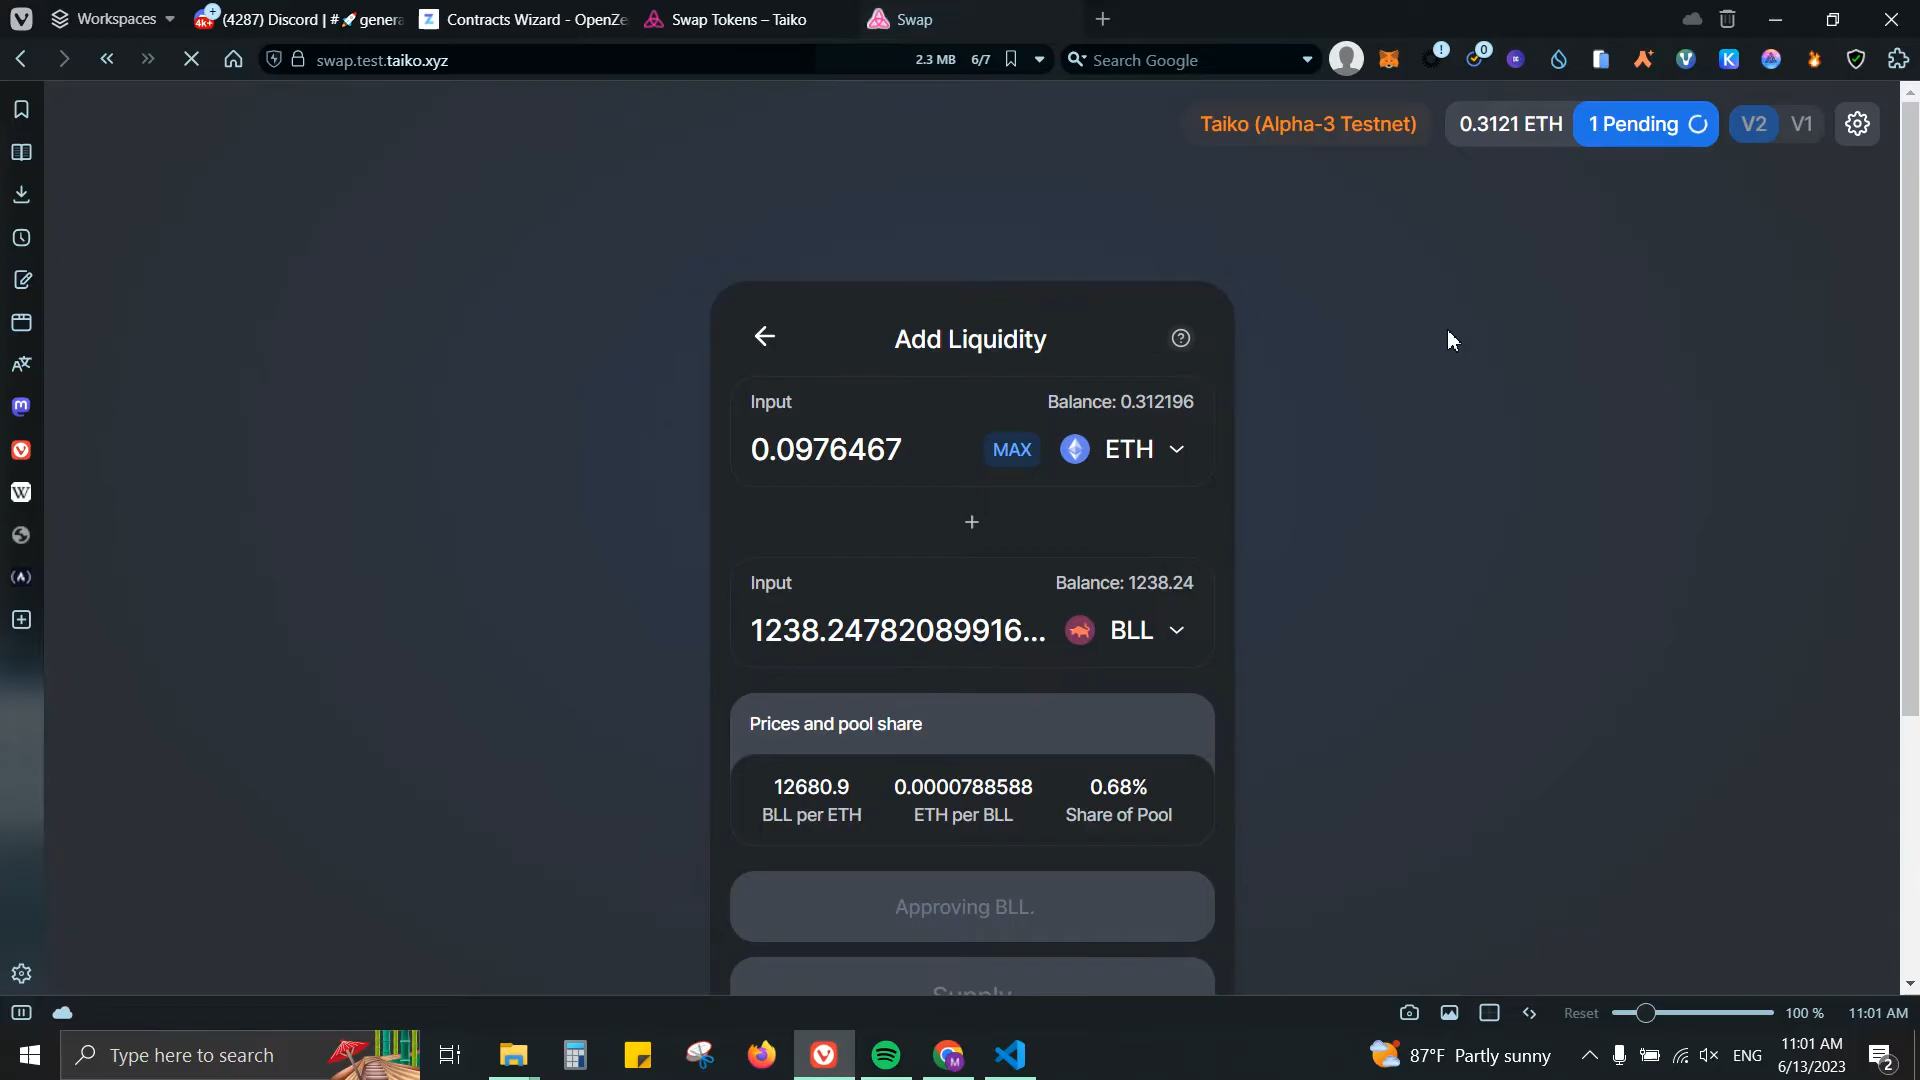 Workspaces
4k+
(4287) Discord | #🚀 genera
Contracts Wizard - OpenZe
Swap Tokens – Taiko
Swap
swap.test.taiko.xyz
2.3 MB 6/7
Search Google
!
0
K
Taiko (Alpha-3 Testnet)
0.3121 ETH
1 Pending
V2 V1
Add Liquidity
?
Input
Balance: 0.312196
0.0976467
MAX
ETH
+
Input
Balance: 1238.24
1238.24782089916...
BLL
Prices and pool share
12680.9 0.0000788588 0.68%
BLL per ETH ETH per BLL Share of Pool
Approving BLL.
Supply
Reset
100 %
11:01 AM
Type here to search
87°F Partly sunny
ENG
11:01 AM
6/13/2023
2